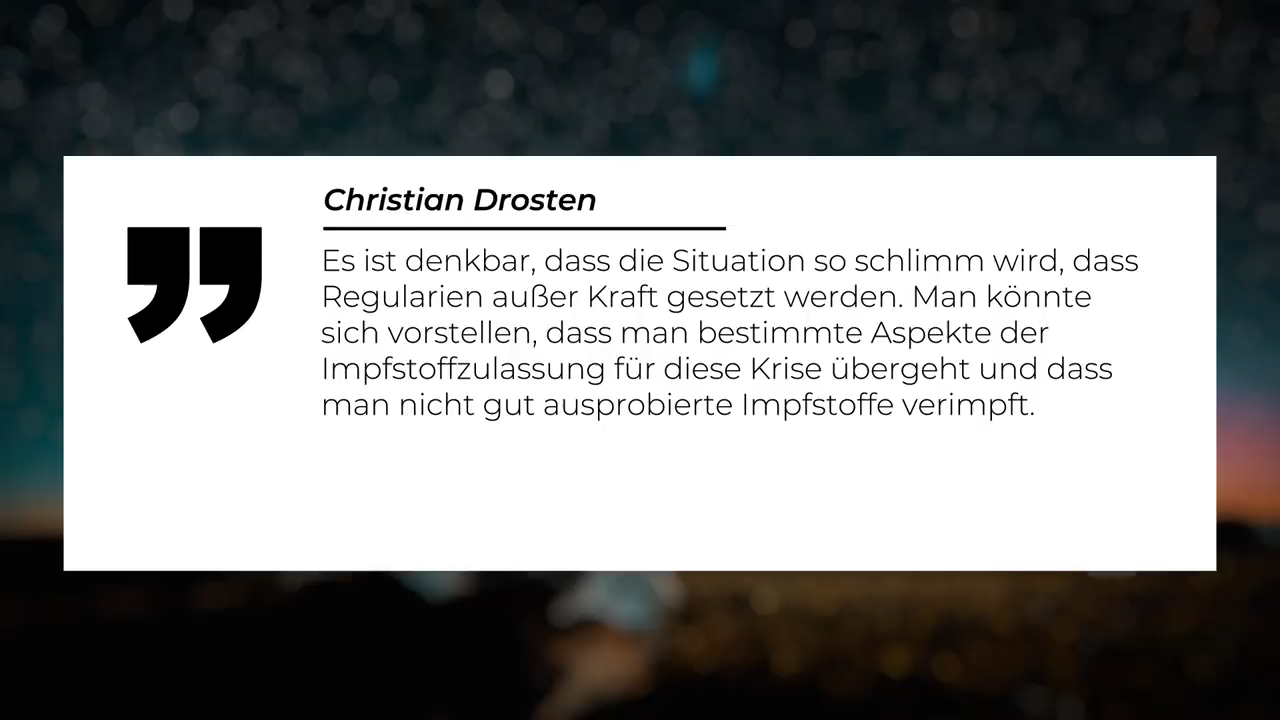 Christian Drosten
Es ist denkbar, dass die Situation so schlimm wird, dass
Regularien außer Kraft gesetzt werden. Man könnte
sich vorstellen, dass man bestimmte Aspekte der
Impfstoffzulassung für diese Krise übergeht und dass
man nicht gut ausprobierte Impfstoffe verimpft.